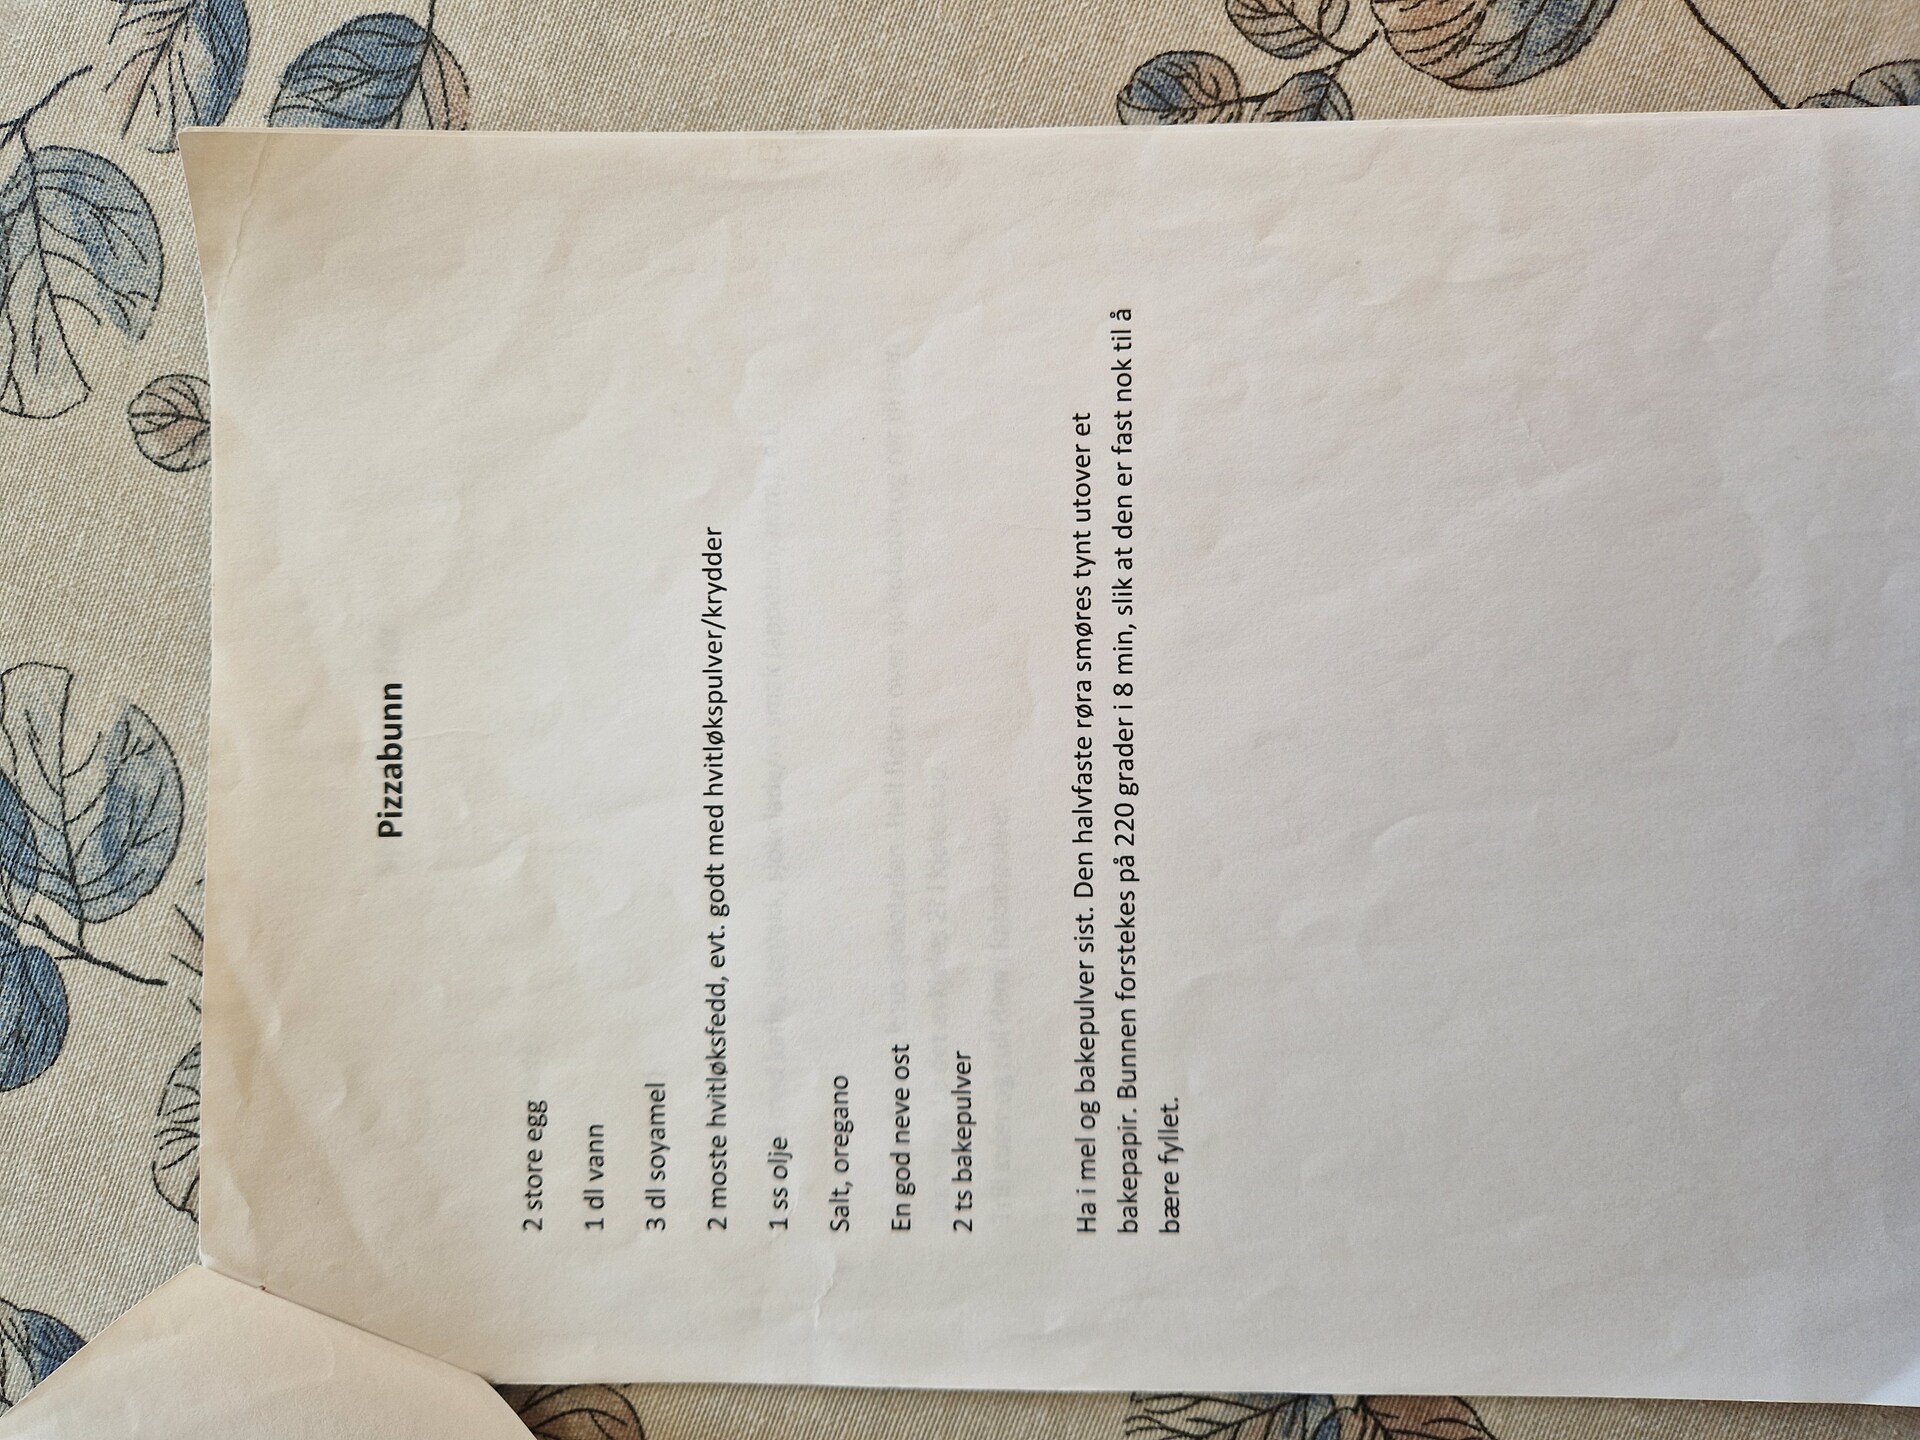 Pizzabunn
2 store egg
1 dl vann
3 dl soyamel
2 moste hvitløksfedd, evt. godt med hvitløkspulver/krydder
1 ss olje
Salt, oregano
En god neve ost
2 ts bakepulver
Ha i mel og bakepulver sist. Den halvfaste røra smøres tynt utover et
bakepapir. Bunnen forstekes på 220 grader i 8 min, slik at den er fast nok til å
bære fyllet.